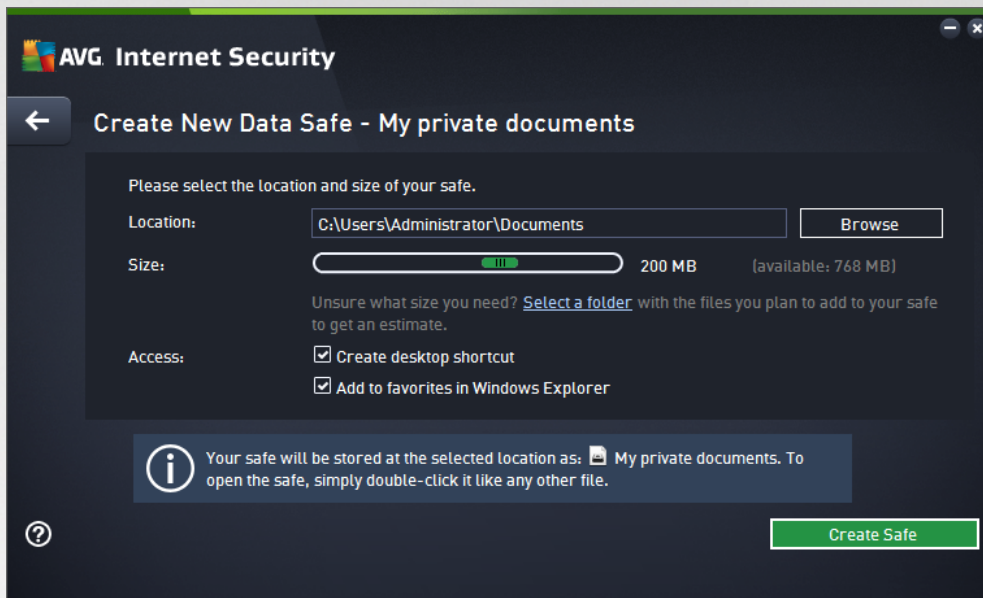 AVG. Internet Security
Create New Data Safe - My private documents
Please select the location and size of your safe.
Location: C:\Users\Administrator\Documents Browse
Size: 200 MB (available: 768 MB)
Unsure what size you need? Select a folder with the files you plan to add to your safe
to get an estimate.
Access: Create desktop shortcut
Add to favorites in Windows Explorer
Your safe will be stored at the selected location as: My private documents. To
open the safe, simply double-click it like any other file.
Create Safe